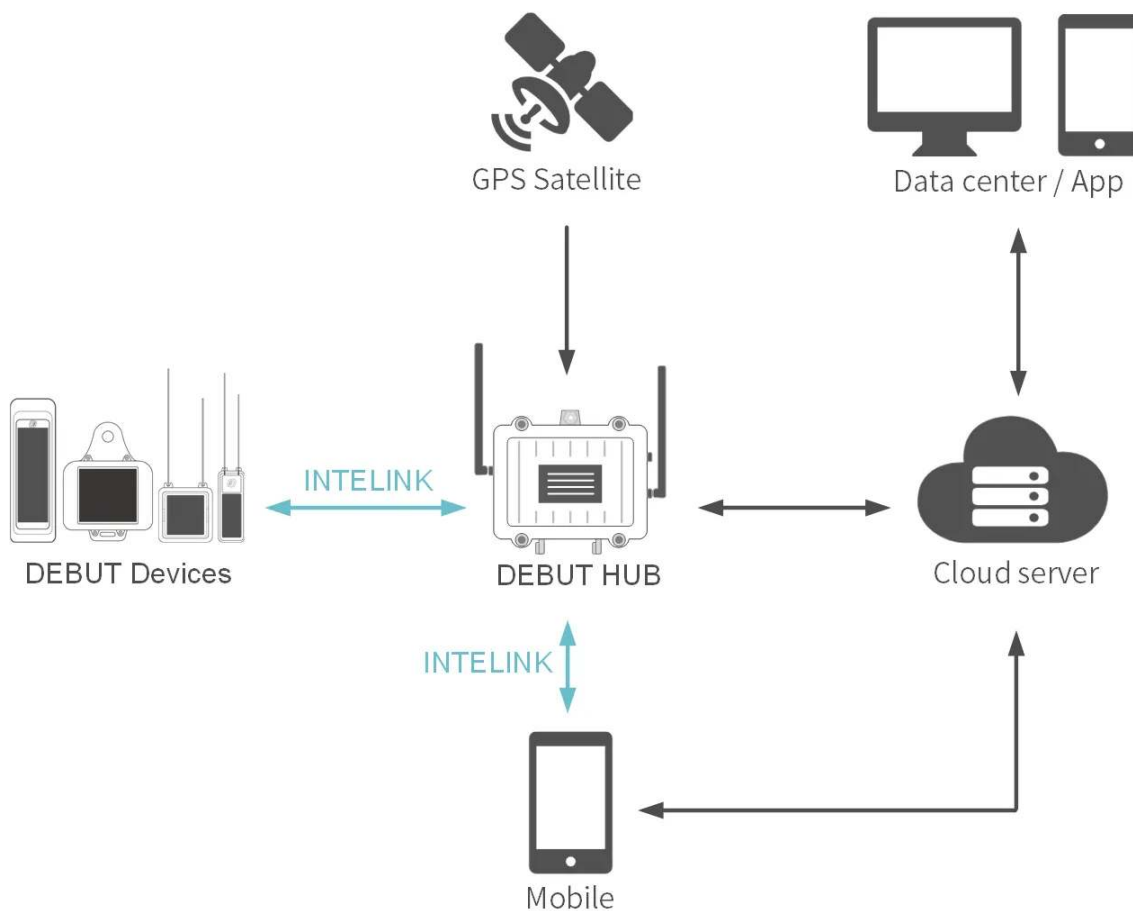 GPS Satellite
Data center / App
INTELINK
DEBUT Devices
DEBUT HUB
Cloud server
INTELINK
Mobile